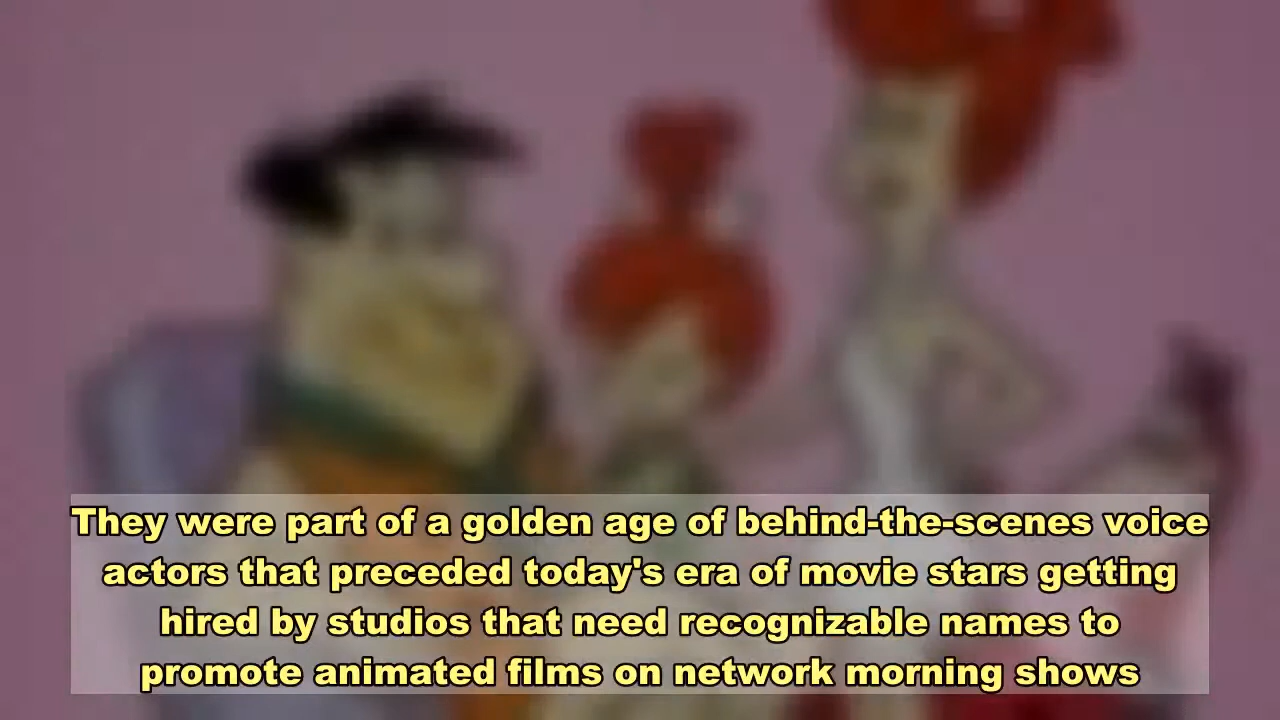 They were part of a golden age of behind-the-scenes voice
actors that preceded today's era of movie stars getting
hired by studios that need recognizable names to
promote animated films on network morning shows